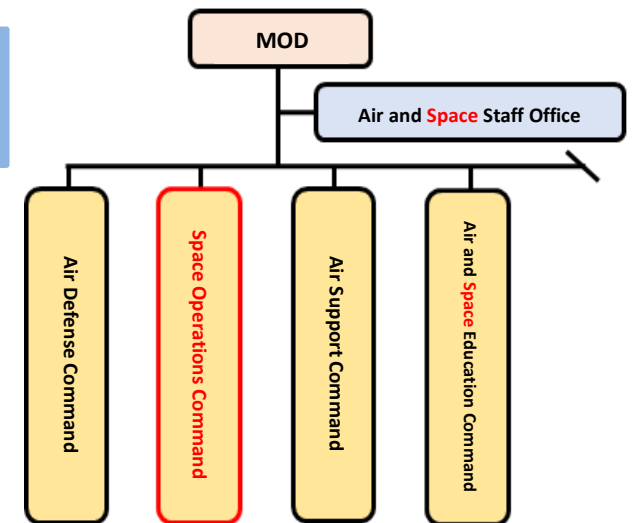 MOD
Air and Space Staff Office
Air Defense Command
Space Operations Command
Air Support Command
Air and Space Education Command